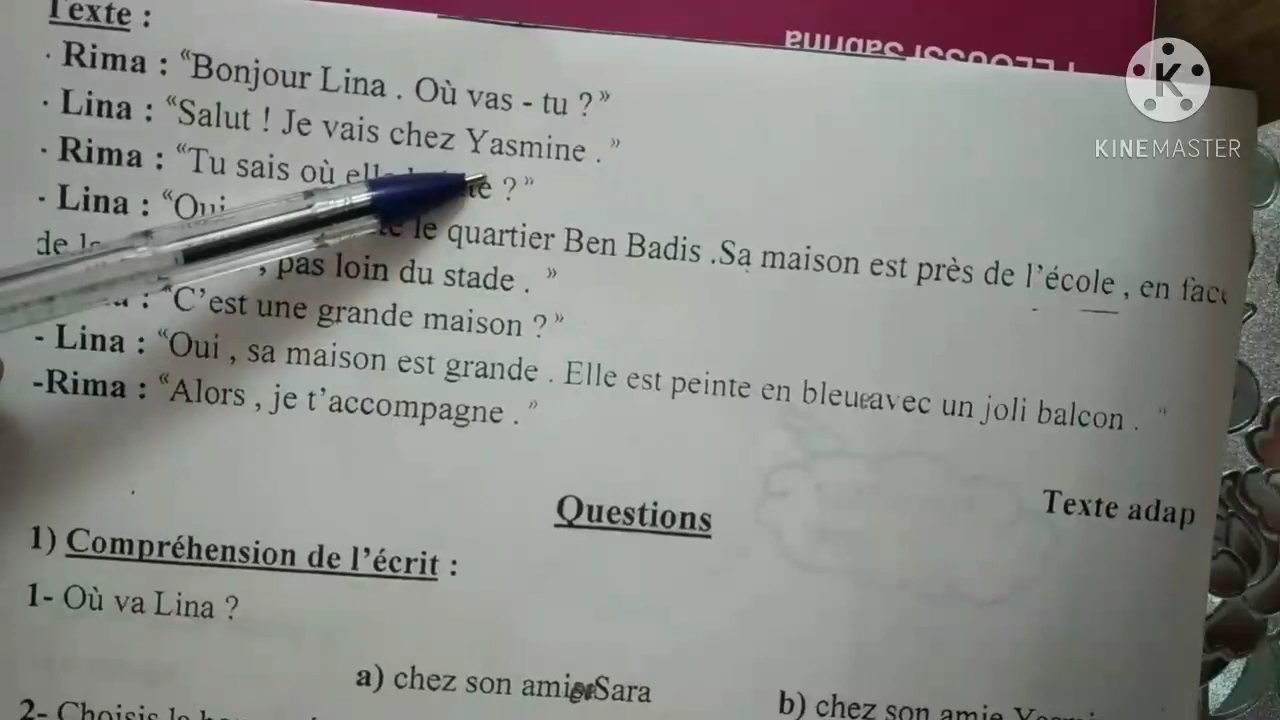 Texte :
· Rima : “Bonjour Lina . Où vas - tu ?”
· Lina : “Salut ! Je vais chez Yasmine . ”
· Rima : “Tu sais où ?”
- Lina : “Oui le quartier Ben Badis .Sa maison est près de l’école , en face
de , pas loin du stade . ”
: “C’est une grande maison ?”
- Lina : “Oui , sa maison est grande . Elle est peinte en bleu avec un joli balcon . ”
-Rima : “Alors , je t’accompagne . ”
Texte adap
Questions
1) Compréhension de l’écrit :
1- Où va Lina ?
a) chez son amie Sara
b) chez son amie
2- Choisis
Sabrina
K
KINEMASTER